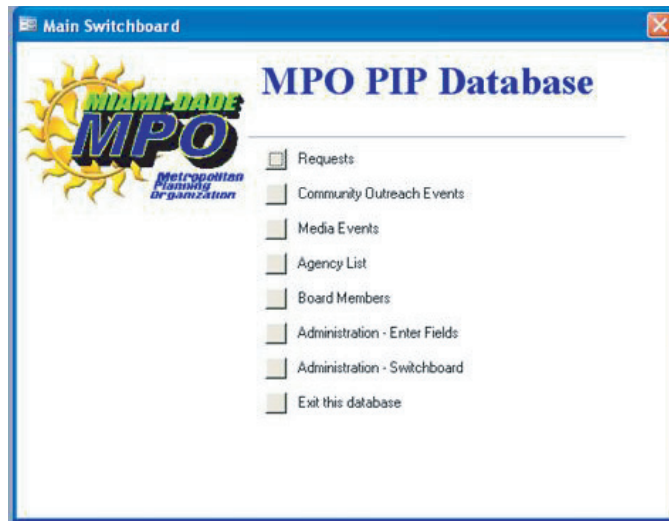 Main Switchboard
MIAMI-DADE
MPO
Metropolitan
Planning
Organization
MPO PIP Database
Requests
Community Outreach Events
Media Events
Agency List
Board Members
Administration - Enter Fields
Administration - Switchboard
Exit this database